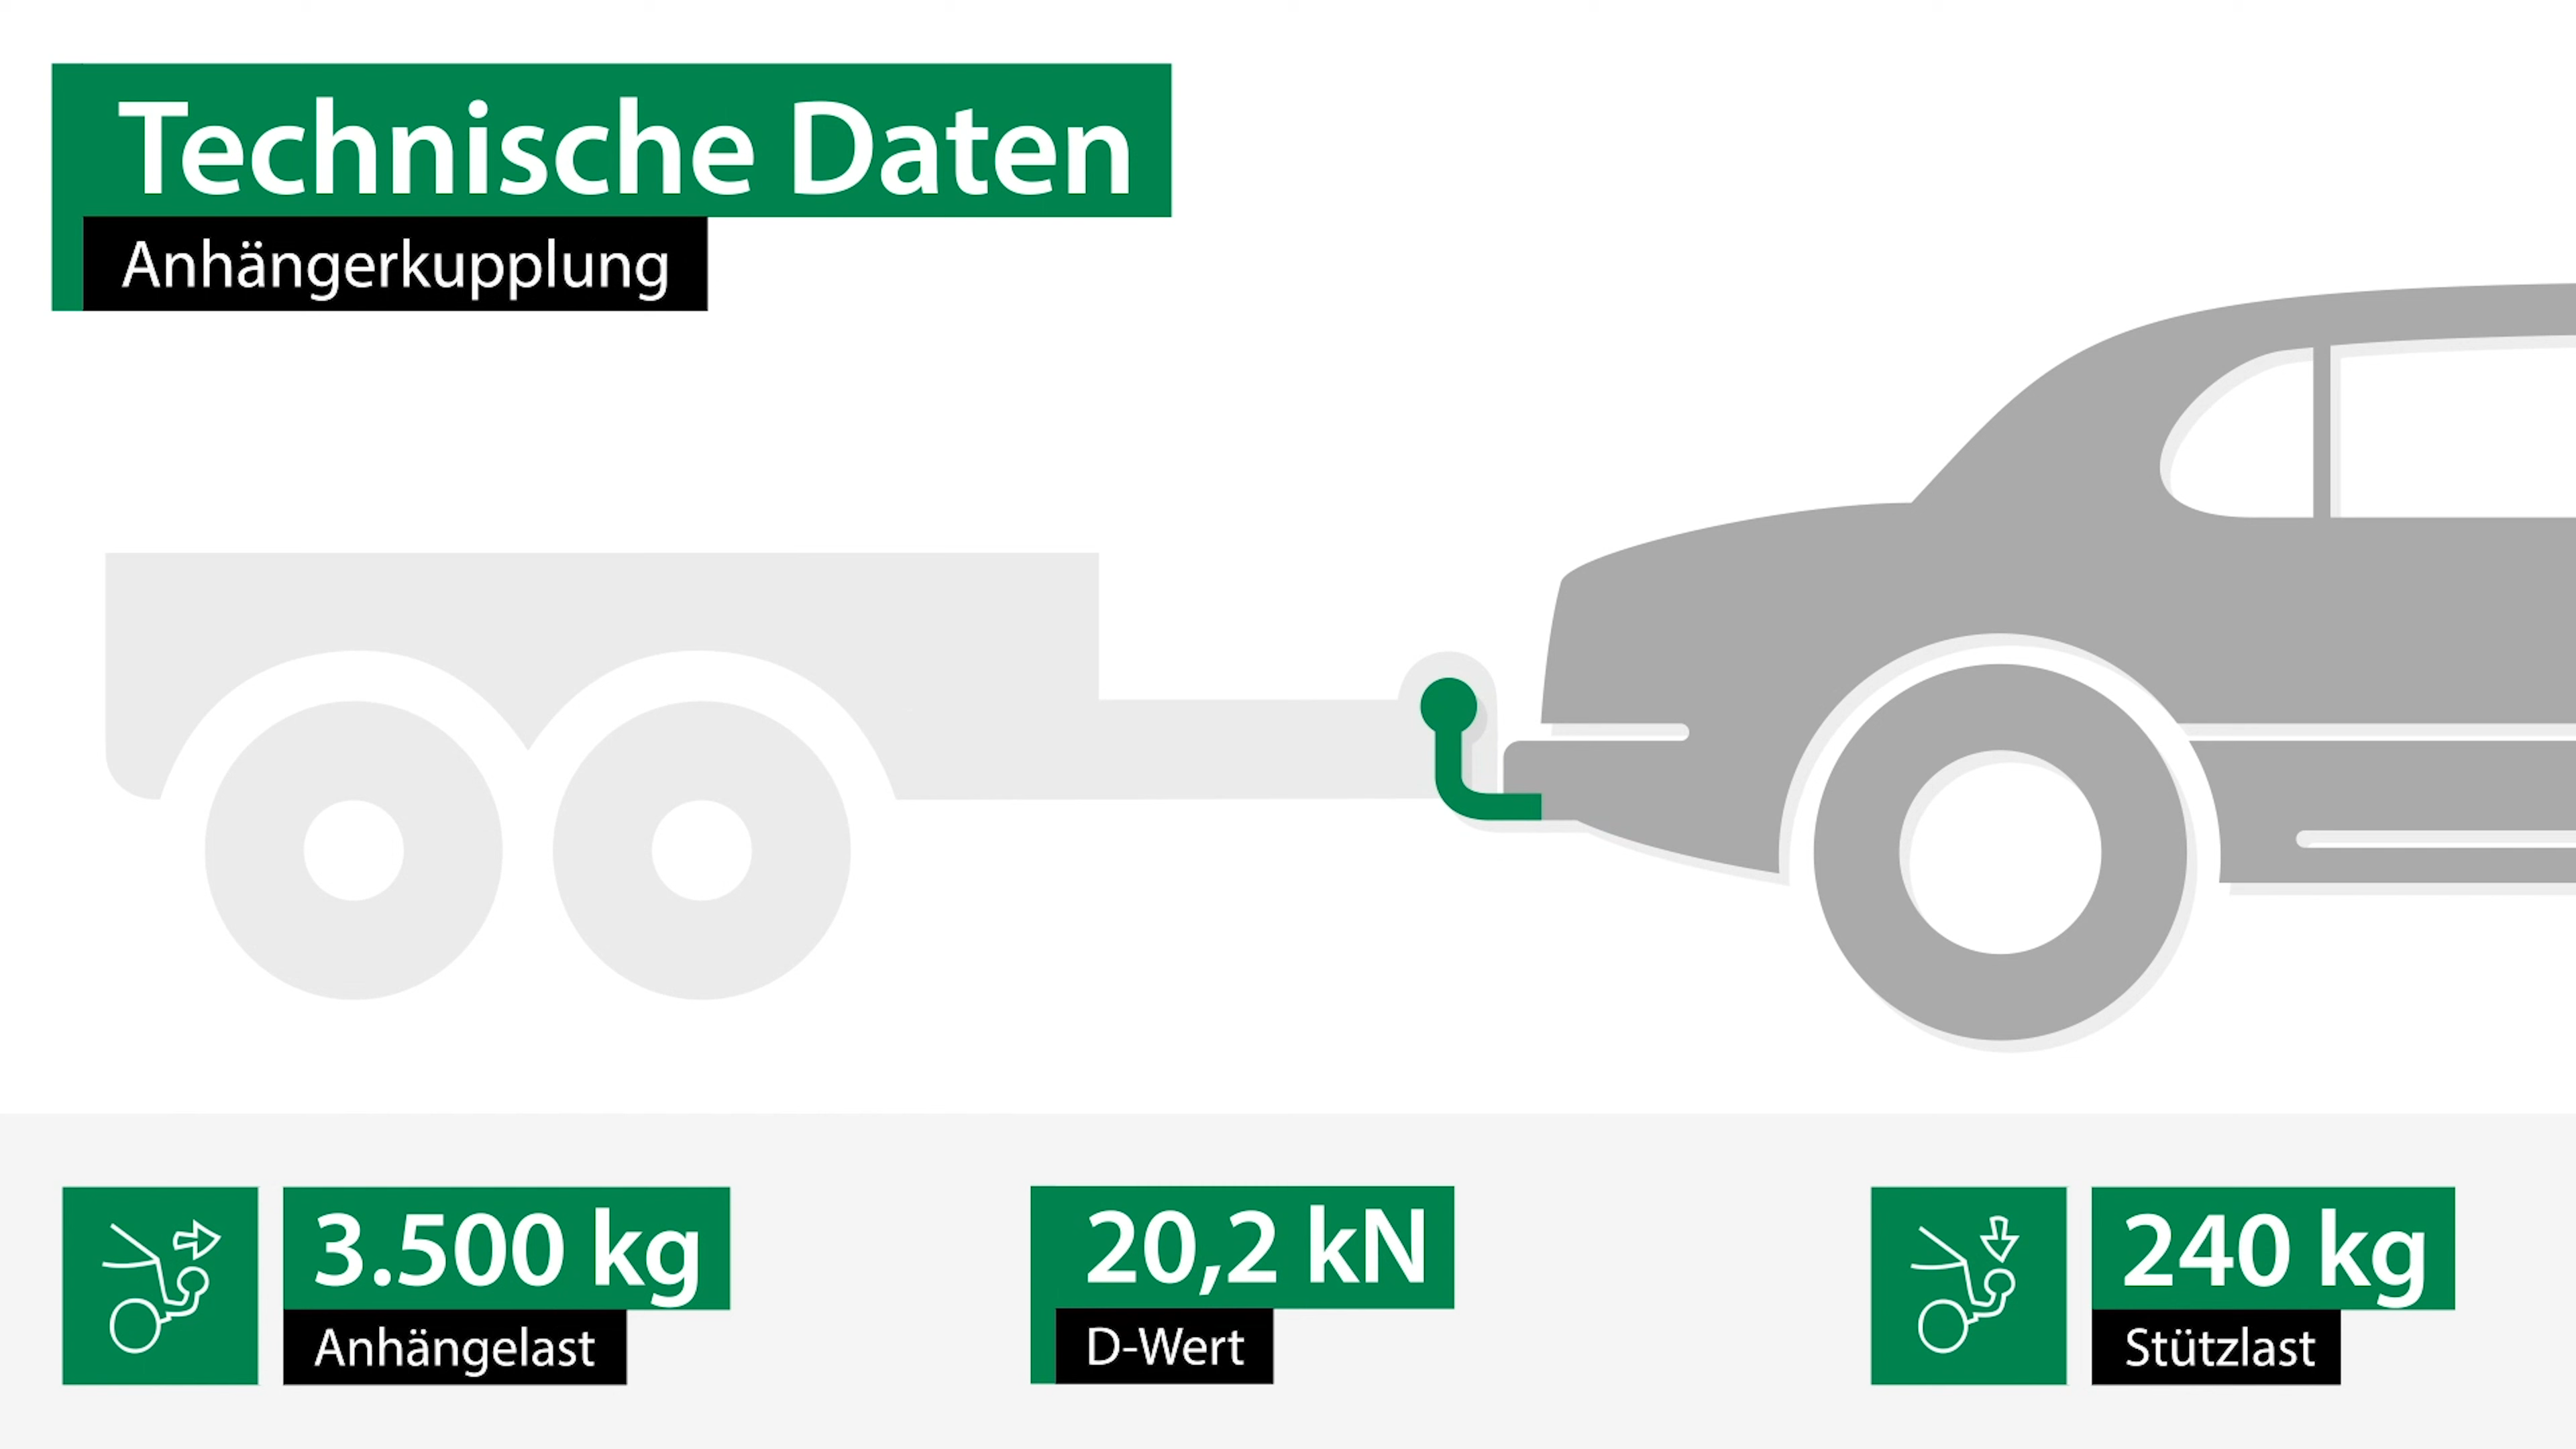 Technische Daten
Anhängerkupplung
3.500 kg
Anhängelast
20,2 kN
D-Wert
240 kg
Stützlast